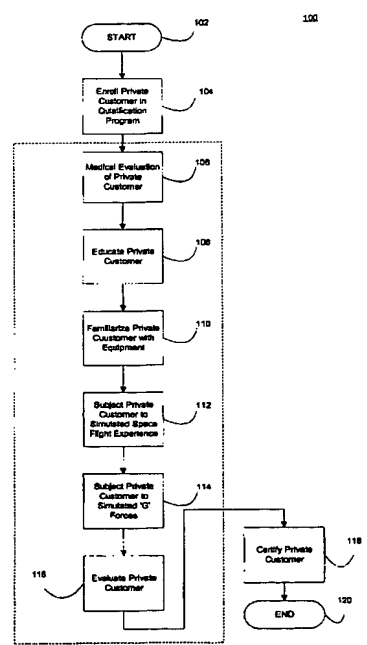 100
START
102
Enroll Private
Customer in
Qualification
Program
104
Medical Evaluation
of Private
Customer
106
Educate Private
Customer
108
Familiarize Private
Cuustomer with
Equipment
110
Subject Private
Customer to
Simulated Space
Flight Experience
112
Subject Private
Customer to
Simulated 'G'
Forces
114
Evaluate Private
Customer
116
Certify Private
Customer
118
END
120